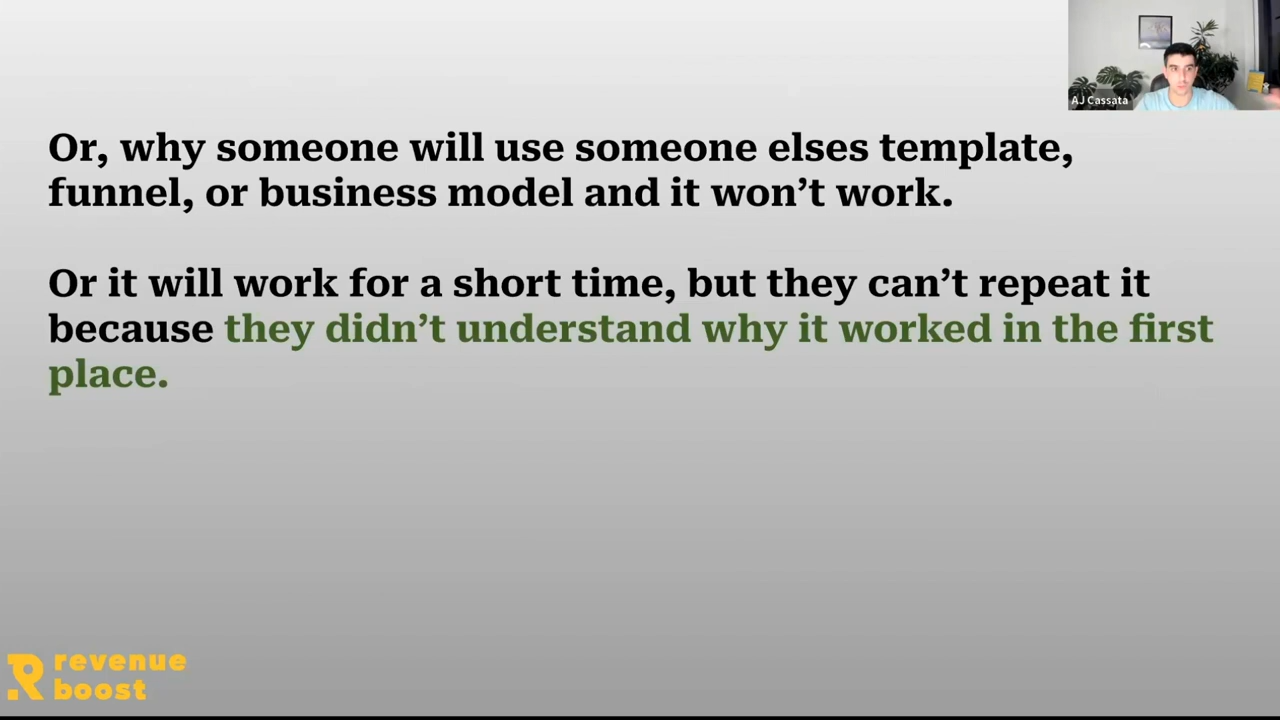 AJ Cassata
Or, why someone will use someone elses template,
funnel, or business model and it won’t work.
Or it will work for a short time, but they can’t repeat it
because they didn’t understand why it worked in the first
place.
revenue
boost